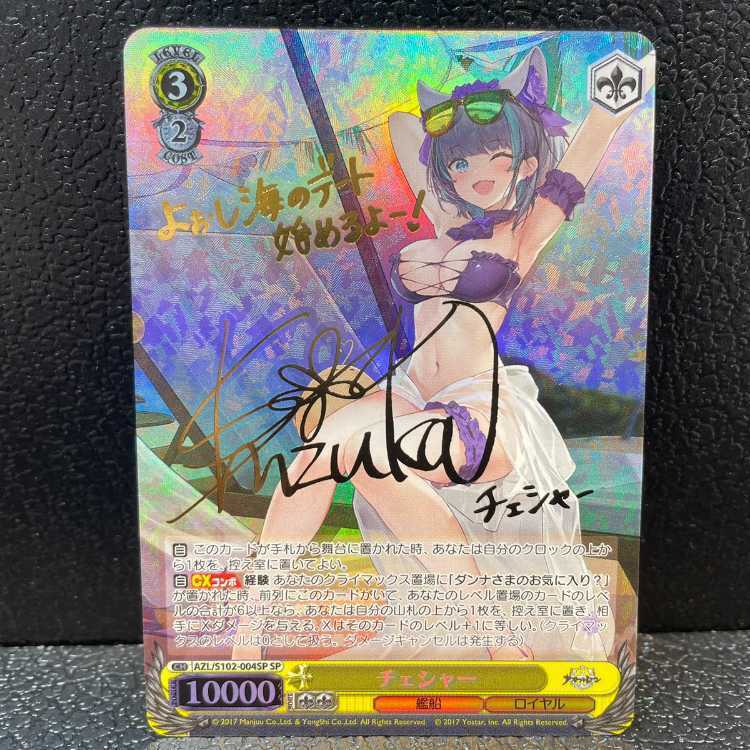 LEVEL
3
2
COST
よぉし海のデート
始めるよー!
Inzuka
チェシャー
自 このカードが手札から舞台に置かれた時、あなたは自分のクロックの上か
ら1枚を、控え室に置いてよい。
自 CXコンボ 経験 あなたのクライマックス置場に「ダンナさまのお気に入り?」
が置かれた時、前列にこのカードがいて、あなたのレベル置場のカードのレベ
ルの合計が6以上なら、あなたは自分の山札の上から1枚を、控え室に置き、相
手にXダメージを与える。Xはそのカードのレベル+1に等しい。(クライマッ
クスのレベルは0として扱う。ダメージキャンセルは発生する)
CH AZL/S102-004SP SP
チェシャー
POWER 10000 SOUL
艦船 ロイヤル
© 2017 Manjuu Co.,Ltd. & YongShi Co.,Ltd. All Rights Reserved. © 2017 Yostar, Inc. All Rights Reserved.